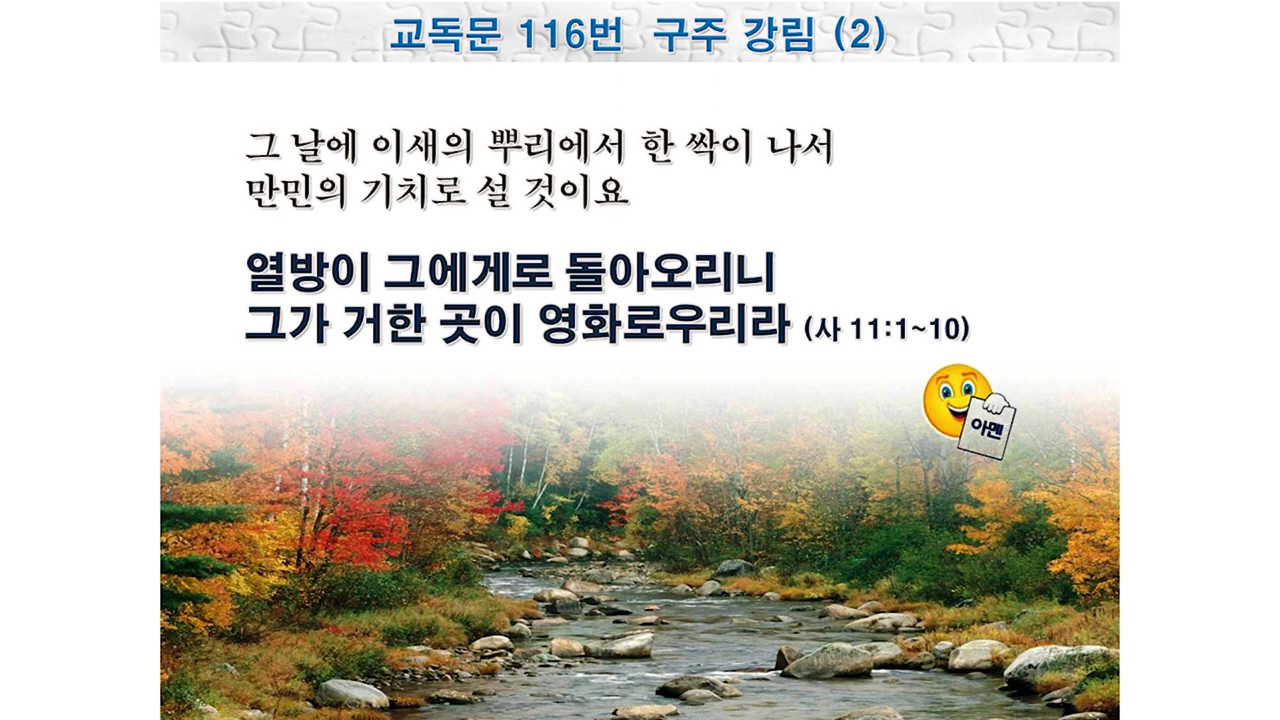 교독문 116번 구주 강림 (2)
그 날에 이새의 뿌리에서 한 싹이 나서
만민의 기치로 설 것이요
열방이 그에게로 돌아오리니
그가 거한 곳이 영화로우리라 (사 11:1~10)
아멘